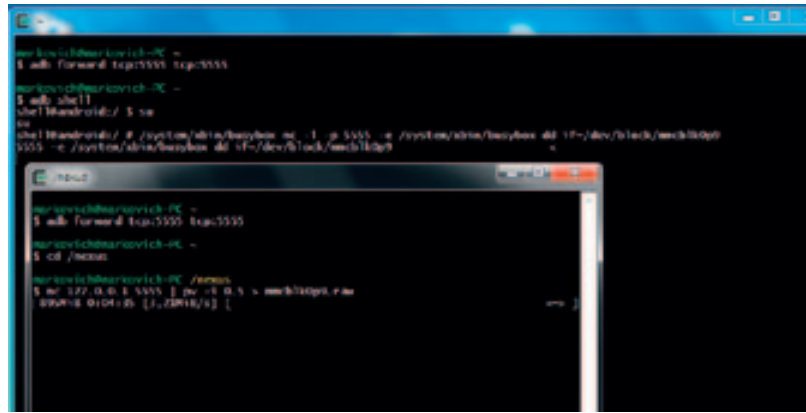 markovich@markovich-PC ~
$ adb forward tcp:5555 tcp:5555
markovich@markovich-PC ~
$ adb shell
shell@android:/ $ su
su
shell@android:/ # /system/xbin/busybox nc -l -p 5555 -e /system/xbin/busybox dd if=/dev/block/mmcblk0p9
5555 -e /system/xbin/busybox dd if=/dev/block/mmcblk0p9 <
/nexus
markovich@markovich-PC ~
$ adb forward tcp:5555 tcp:5555
markovich@markovich-PC ~
$ cd /nexus
markovich@markovich-PC /nexus
$ nc 127.0.0.1 5555 | pv -i 0.5 > mmcblk0p9.raw
0:04:35 [ <=> ]